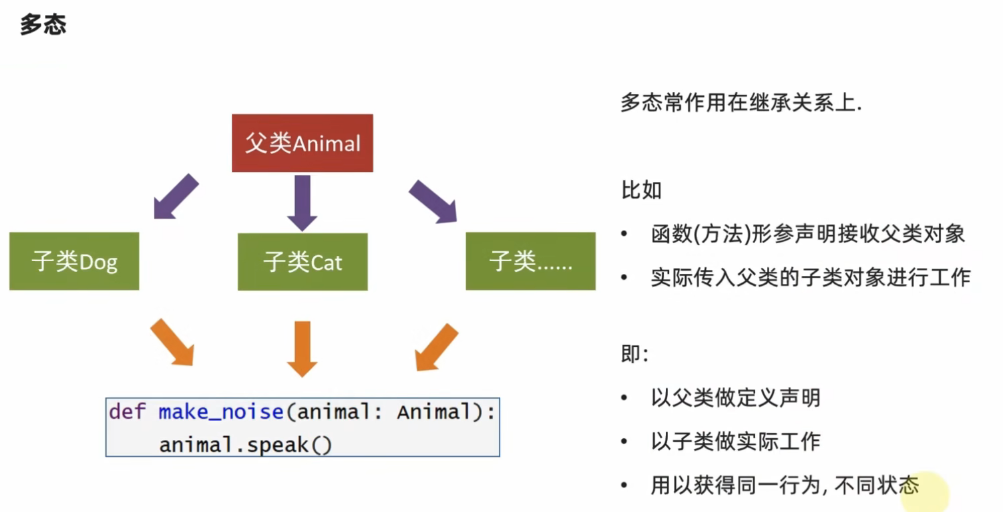 多态
父类Animal
子类Dog
子类Cat
子类......
def make_noise(animal: Animal):
animal.speak()
多态常作用在继承关系上.
比如
• 函数(方法)形参声明接收父类对象
• 实际传入父类的子类对象进行工作
即:
• 以父类做定义声明
• 以子类做实际工作
• 用以获得同一行为, 不同状态